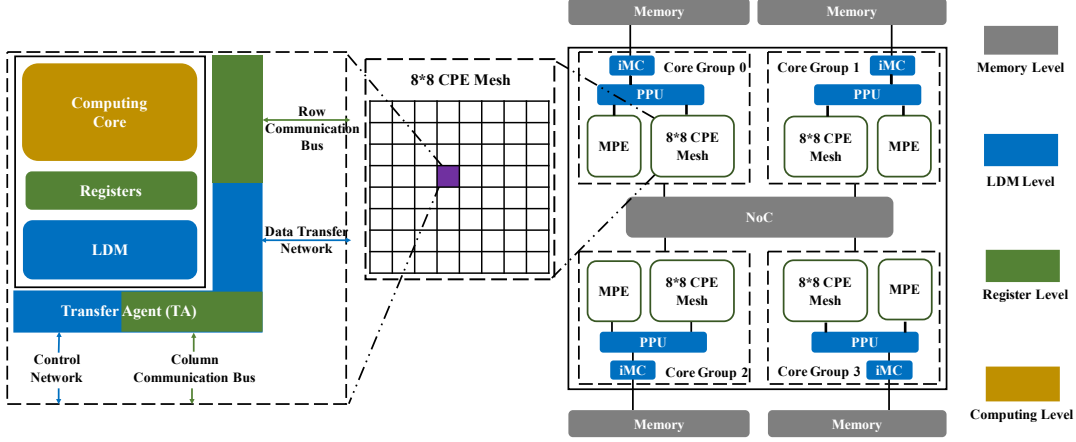 Computing
Core
Registers
LDM
Transfer Agent (TA)
Control
Network
Column
Communication Bus
Row
Communication
Bus
Data Transfer
Network
8*8 CPE Mesh
Memory
Memory
Core Group 0
iMC
PPU
MPE
8*8 CPE
Mesh
Core Group 1
iMC
PPU
8*8 CPE
Mesh
MPE
NoC
MPE
8*8 CPE
Mesh
PPU
iMC
Core Group 2
8*8 CPE
Mesh
MPE
PPU
Core Group 3
iMC
Memory
Memory
Memory Level
LDM Level
Register Level
Computing Level